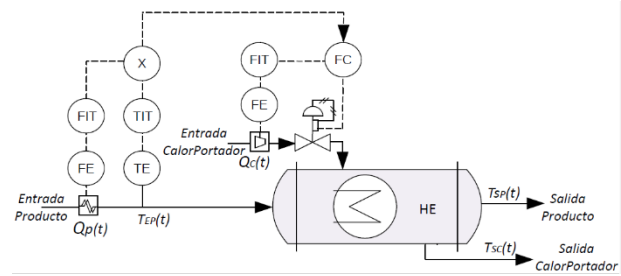 X
FIT
FC
FIT
TIT
FE
FE
TE
Entrada
CalorPortador
Qc(t)
Entrada
Producto
Qp(t)
TEP(t)
HE
TSP(t)
Salida
Producto
TSC(t)
Salida
CalorPortador